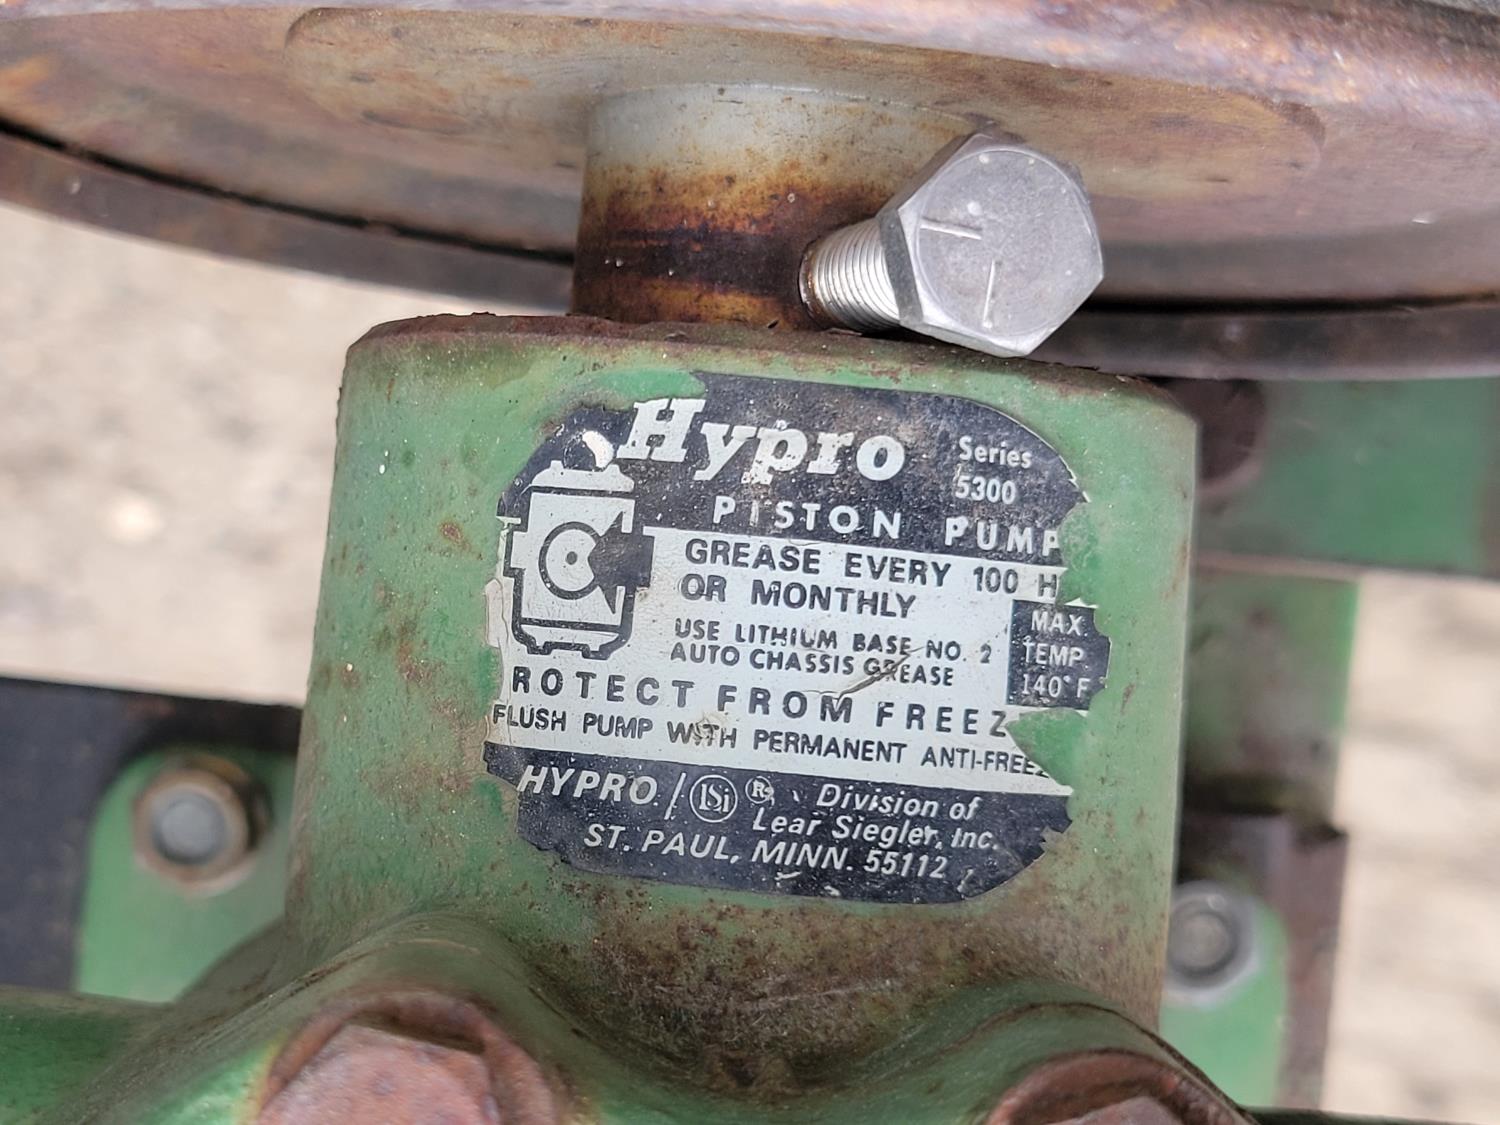 Hypro
Series
5300
PISTON PUMP
GREASE EVERY 100 H
OR MONTHLY
USE LITHIUM BASE NO. 2
AUTO CHASSIS GREASE
MAX
TEMP
140°F
ROTECT FROM FREEZ
FLUSH PUMP WITH PERMANENT ANTI-FREEZ
HYPRO / LSi ® Division of
Lear Siegler, Inc.
ST. PAUL, MINN. 55112